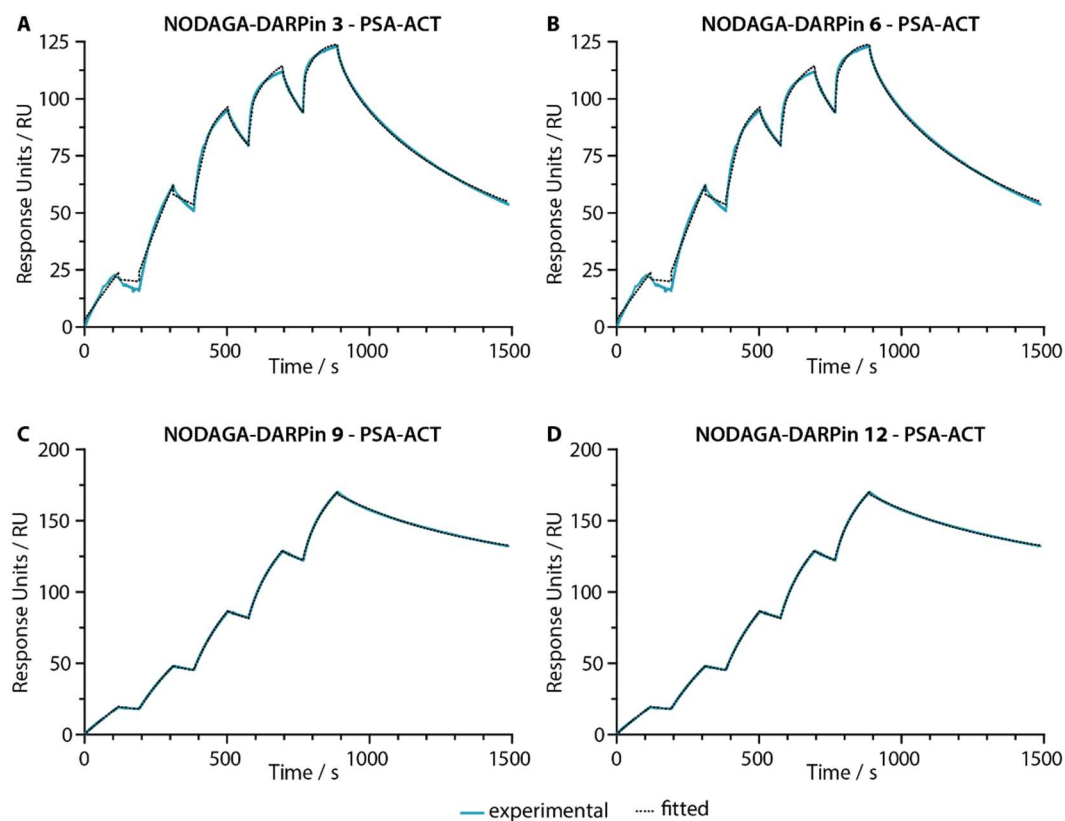 A NODAGA-DARPin 3 - PSA-ACT
Response Units / RU
125
100
75
50
25
0
0 500 1000 1500
Time / s
B NODAGA-DARPin 6 - PSA-ACT
Response Units / RU
125
100
75
50
25
0
0 500 1000 1500
Time / s
C NODAGA-DARPin 9 - PSA-ACT
Response Units / RU
200
150
100
50
0
0 500 1000 1500
Time / s
D NODAGA-DARPin 12 - PSA-ACT
Response Units / RU
200
150
100
50
0
0 500 1000 1500
Time / s
experimental fitted